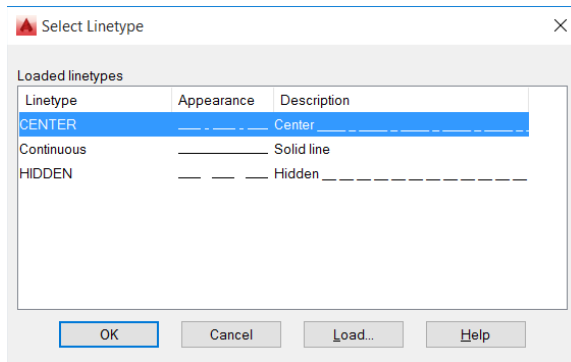 Select Linetype
Loaded linetypes
Linetype Appearance Description
CENTER Center
Continuous Solid line
HIDDEN Hidden
OK Cancel Load... Help